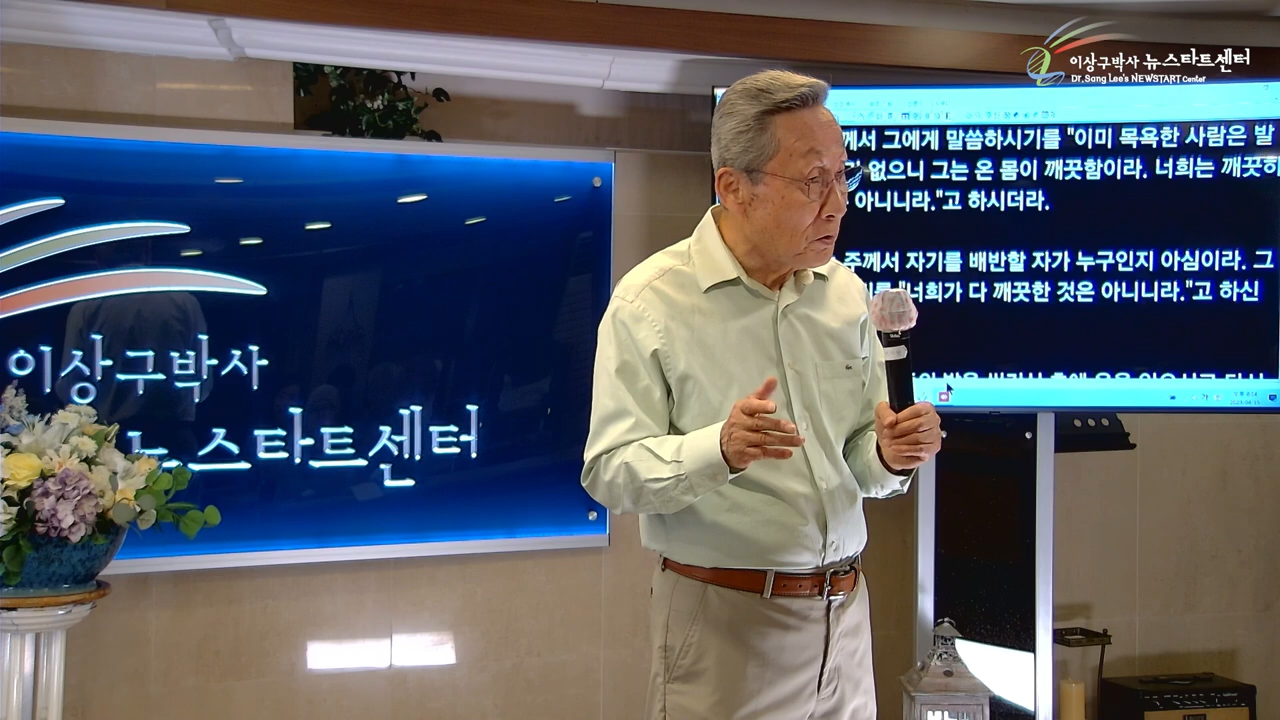 이상구박사 뉴스타트센터
Dr. Sang Lee's NEWSTART Center
께서 그에게 말씀하시기를 "이미 목욕한 사람은 발
없으니 그는 온 몸이 깨끗함이라. 너희는 깨끗하
아니니라."고 하시더라.
주께서 자기를 배반할 자가 누구인지 아심이라. 그
"너희가 다 깨끗한 것은 아니니라."고 하신
이상구박사
뉴스타트센터